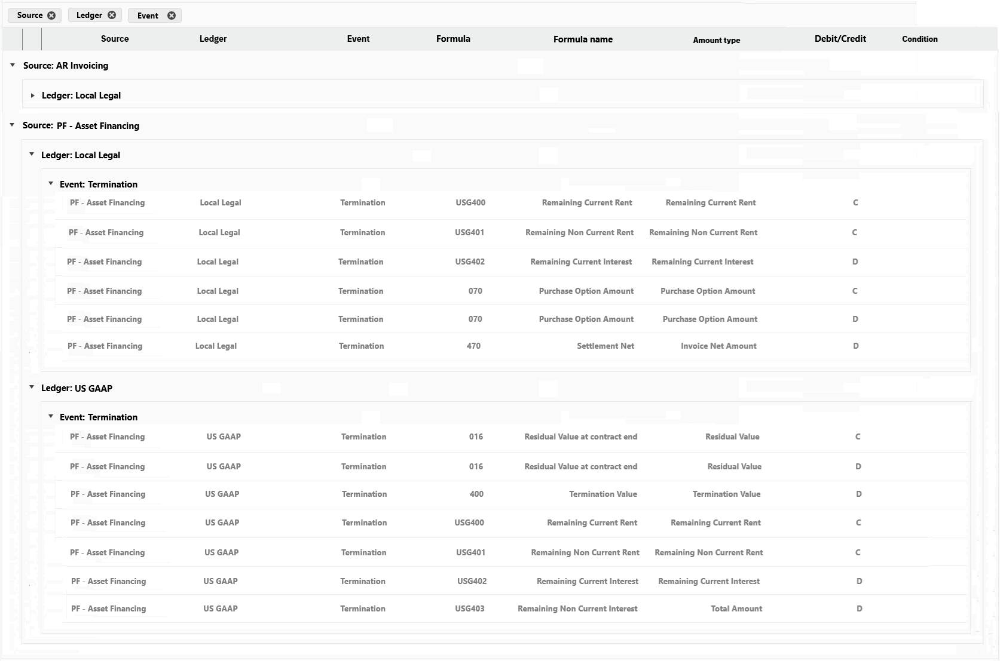 Source Ledger Event
Source Ledger Event Formula Formula name Amount type Debit/Credit Condition
Source: AR Invoicing
Ledger: Local Legal
Source: PF - Asset Financing
Ledger: Local Legal
Event: Termination
PF - Asset Financing Local Legal Termination USG400 Remaining Current Rent Remaining Current Rent C
PF - Asset Financing Local Legal Termination USG401 Remaining Non Current Rent Remaining Non Current Rent C
PF - Asset Financing Local Legal Termination USG402 Remaining Current Interest Remaining Current Interest D
PF - Asset Financing Local Legal Termination 070 Purchase Option Amount Purchase Option Amount C
PF - Asset Financing Local Legal Termination 070 Purchase Option Amount Purchase Option Amount D
PF - Asset Financing Local Legal Termination 470 Settlement Net Invoice Net Amount D
Ledger: US GAAP
Event: Termination
PF - Asset Financing US GAAP Termination 016 Residual Value at contract end Residual Value C
PF - Asset Financing US GAAP Termination 016 Residual Value at contract end Residual Value D
PF - Asset Financing US GAAP Termination 400 Termination Value Termination Value D
PF - Asset Financing US GAAP Termination USG400 Remaining Current Rent Remaining Current Rent C
PF - Asset Financing US GAAP Termination USG401 Remaining Non Current Rent Remaining Non Current Rent C
PF - Asset Financing US GAAP Termination USG402 Remaining Current Interest Remaining Current Interest D
PF - Asset Financing US GAAP Termination USG403 Remaining Non Current Interest Total Amount D